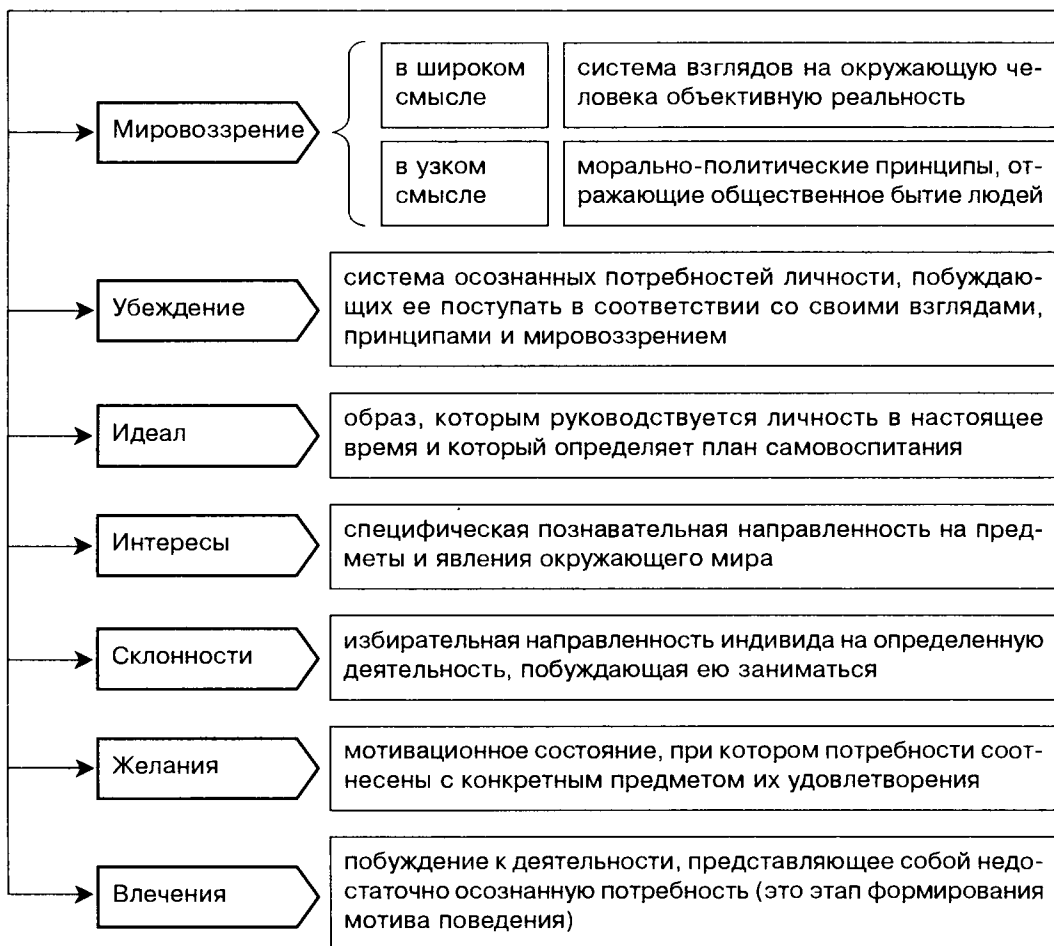 Мировоззрение
в широком
смысле
система взглядов на окружающую че-
ловека объективную реальность
в узком
смысле
морально-политические принципы, от-
ражающие общественное бытие людей
Убеждение
система осознанных потребностей личности, побуждаю-
щих ее поступать в соответствии со своими взглядами,
принципами и мировоззрением
Идеал
образ, которым руководствуется личность в настоящее
время и который определяет план самовоспитания
Интересы
специфическая познавательная направленность на пред-
меты и явления окружающего мира
Склонности
избирательная направленность индивида на определенную
деятельность, побуждающая ею заниматься
Желания
мотивационное состояние, при котором потребности соот-
несены с конкретным предметом их удовлетворения
Влечения
побуждение к деятельности, представляющее собой недо-
статочно осознанную потребность (это этап формирования
мотива поведения)